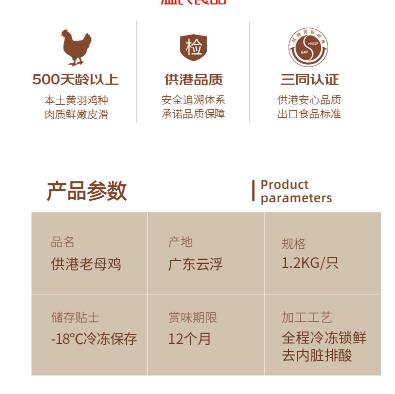 检
500天龄以上
供港品质
三同认证
本土黄羽鸡种
肉质鲜嫩皮滑
安全追溯体系
承诺品质保障
供港安心品质
出口食品标准
产品参数
Product
parameters
品名
产地
规格
供港老母鸡
广东云浮
1.2KG/只
储存贴士
赏味期限
加工工艺
-18℃冷冻保存
12个月
全程冷冻锁鲜
去内脏排酸